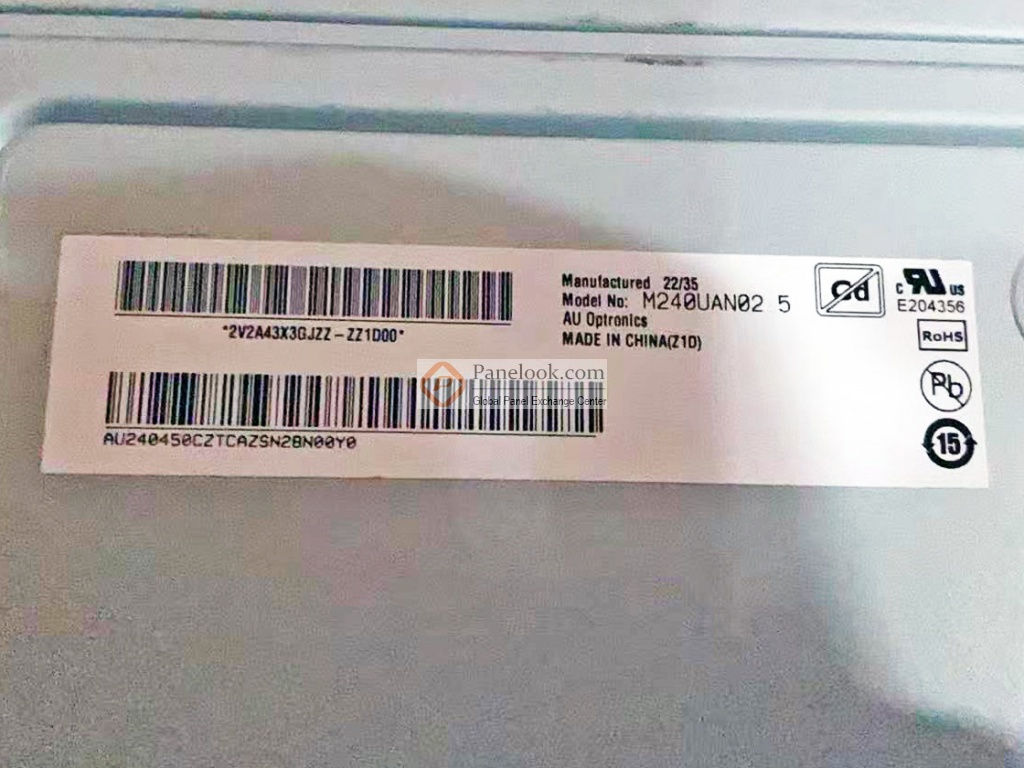 *2V2A43X3GJZZ-ZZ1D00*
AU240450CZTCAZSN2BN00Y0
Manufactured 22/35
Model No: M240UAN02 5
AU Optronics
MADE IN CHINA(Z1D)
Cd
c RU US
E204356
RoHS
Pb
15
Panelook.com
Global Panel Exchange Center